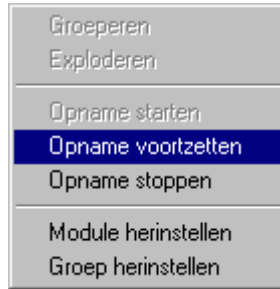 Groeperen
Exploderen
Opname starten
Opname voortzetten
Opname stoppen
Module herinstellen
Groep herinstellen